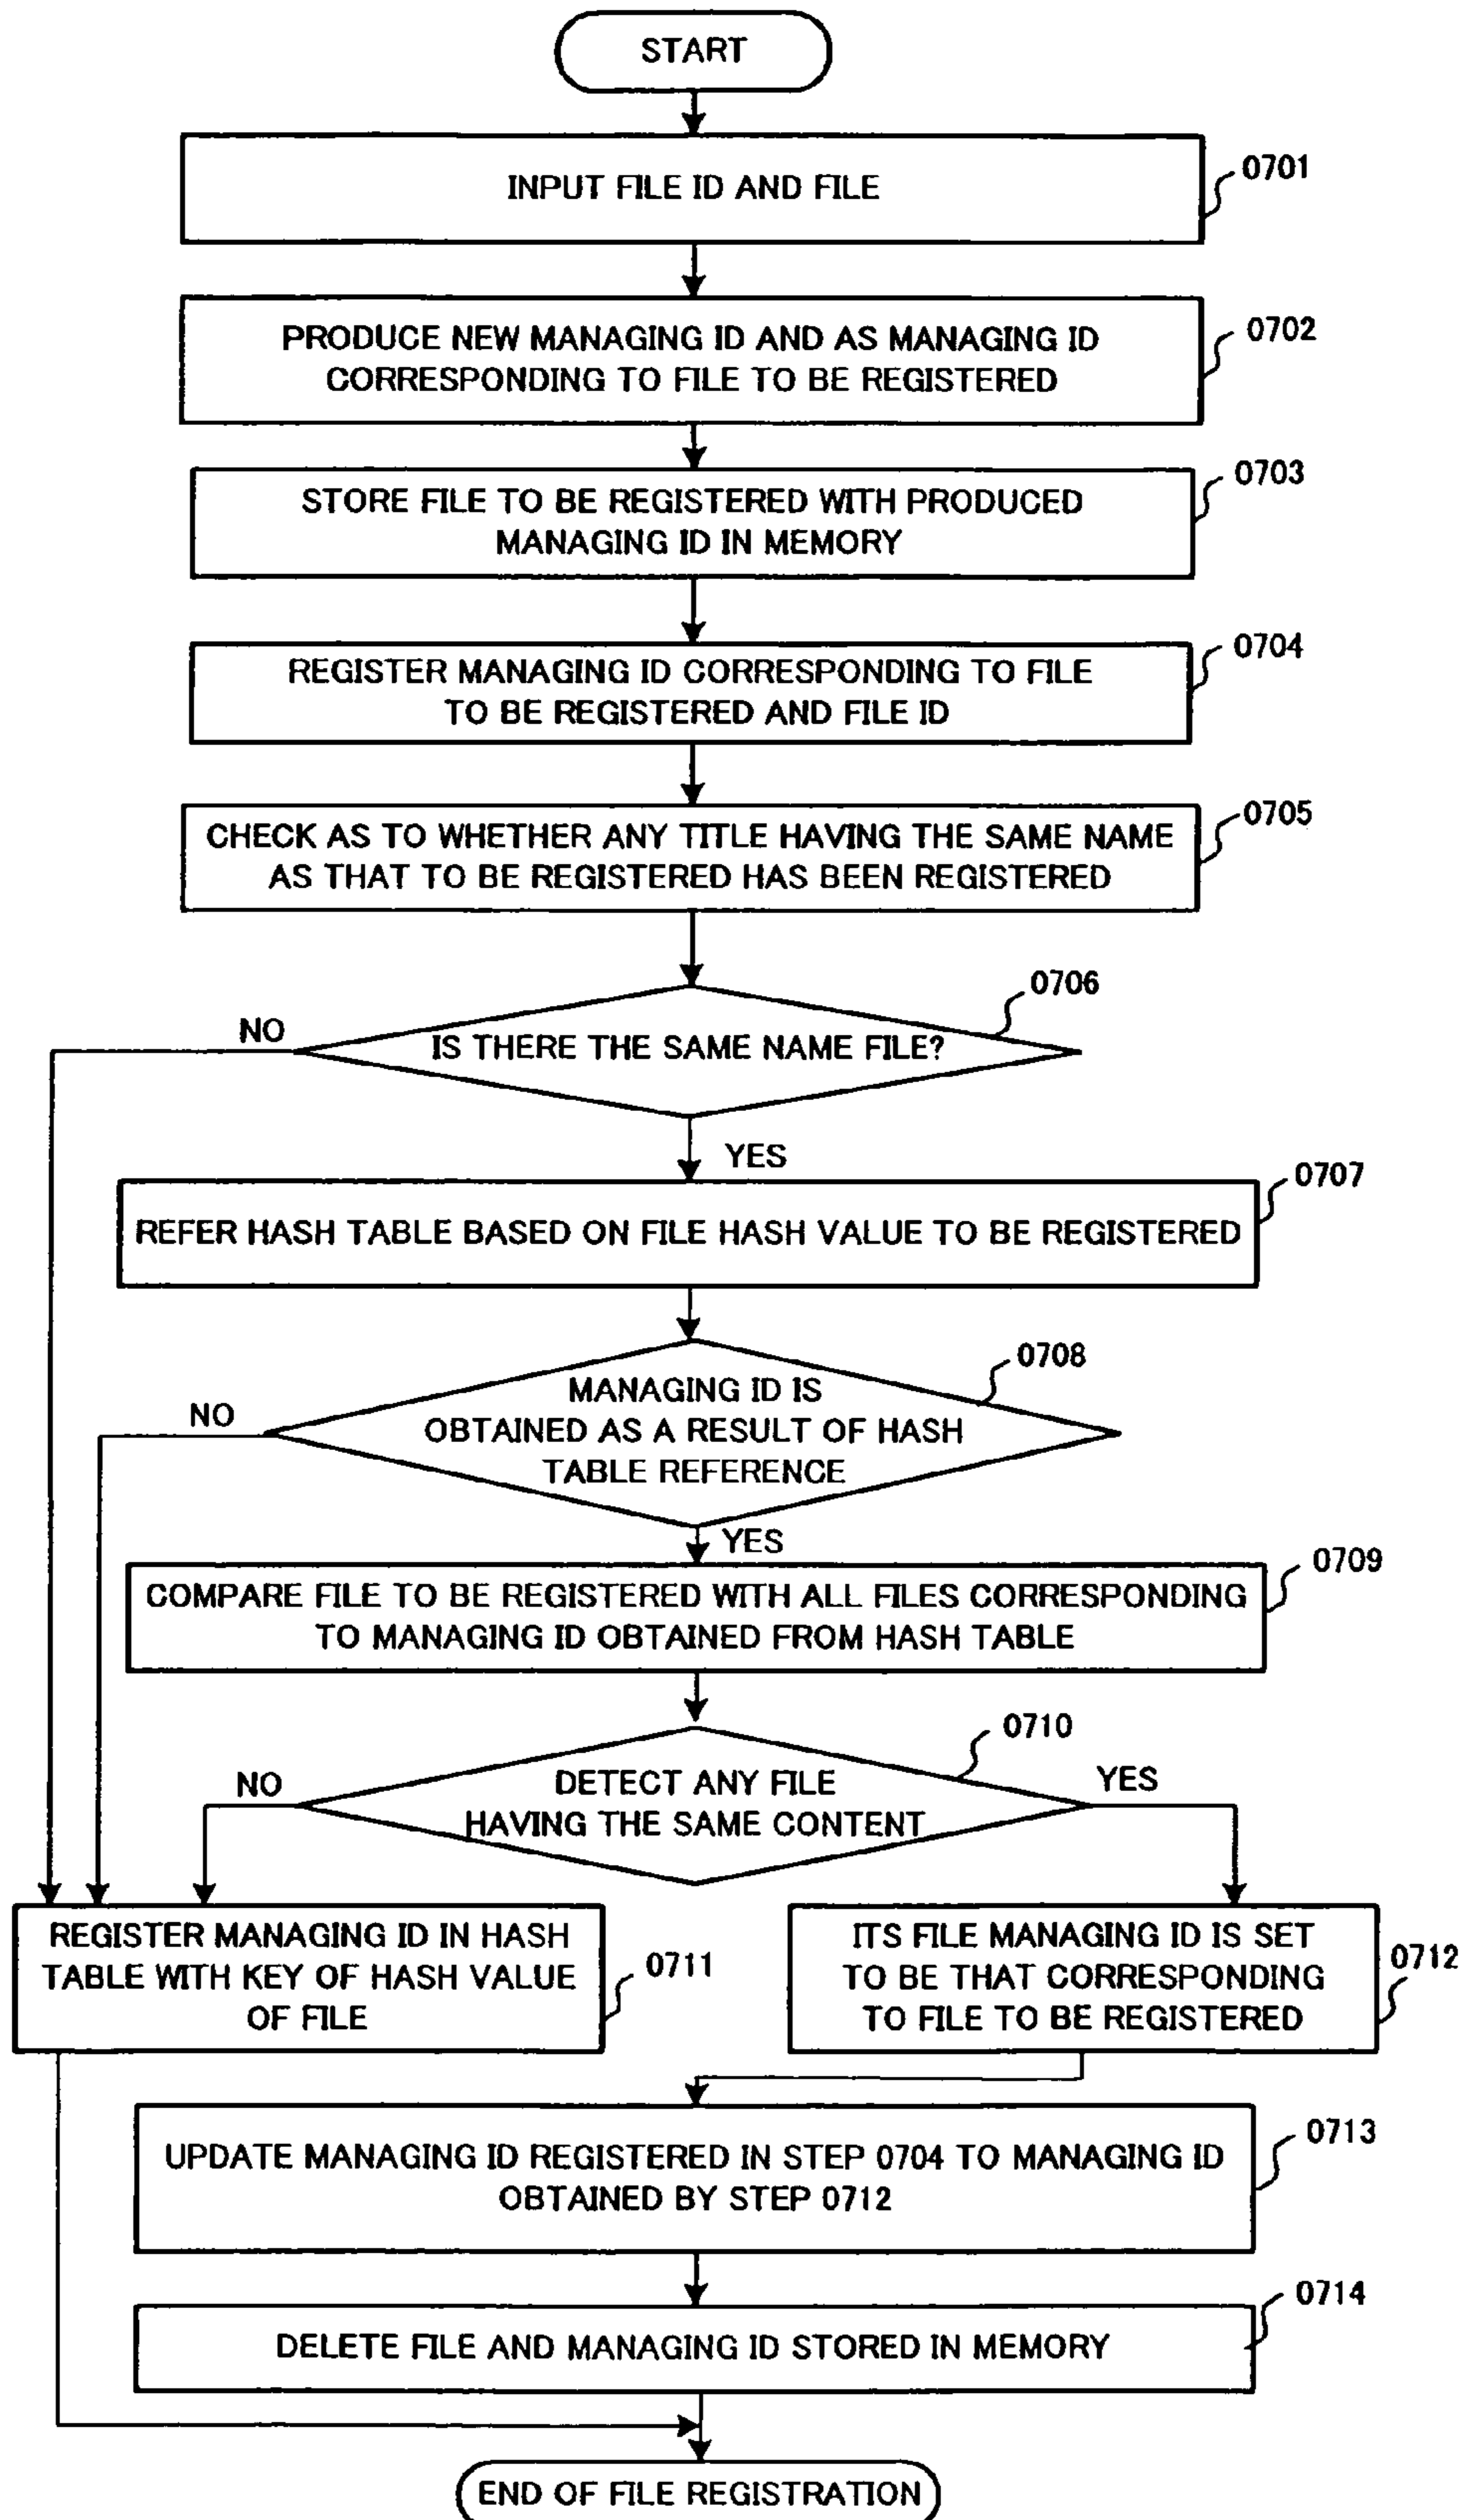 START
INPUT FILE ID AND FILE
0701
PRODUCE NEW MANAGING ID AND AS MANAGING ID
CORRESPONDING TO FILE TO BE REGISTERED
0702
STORE FILE TO BE REGISTERED WITH PRODUCED
MANAGING ID IN MEMORY
0703
REGISTER MANAGING ID CORRESPONDING TO FILE
TO BE REGISTERED AND FILE ID
0704
CHECK AS TO WHETHER ANY TITLE HAVING THE SAME NAME
AS THAT TO BE REGISTERED HAS BEEN REGISTERED
0705
IS THERE THE SAME NAME FILE?
0706
NO
YES
REFER HASH TABLE BASED ON FILE HASH VALUE TO BE REGISTERED
0707
MANAGING ID IS
OBTAINED AS A RESULT OF HASH
TABLE REFERENCE
0708
NO
YES
COMPARE FILE TO BE REGISTERED WITH ALL FILES CORRESPONDING
TO MANAGING ID OBTAINED FROM HASH TABLE
0709
DETECT ANY FILE
HAVING THE SAME CONTENT
0710
NO
YES
REGISTER MANAGING ID IN HASH
TABLE WITH KEY OF HASH VALUE
OF FILE
0711
ITS FILE MANAGING ID IS SET
TO BE THAT CORRESPONDING
TO FILE TO BE REGISTERED
0712
UPDATE MANAGING ID REGISTERED IN STEP 0704 TO MANAGING ID
OBTAINED BY STEP 0712
0713
DELETE FILE AND MANAGING ID STORED IN MEMORY
0714
END OF FILE REGISTRATION